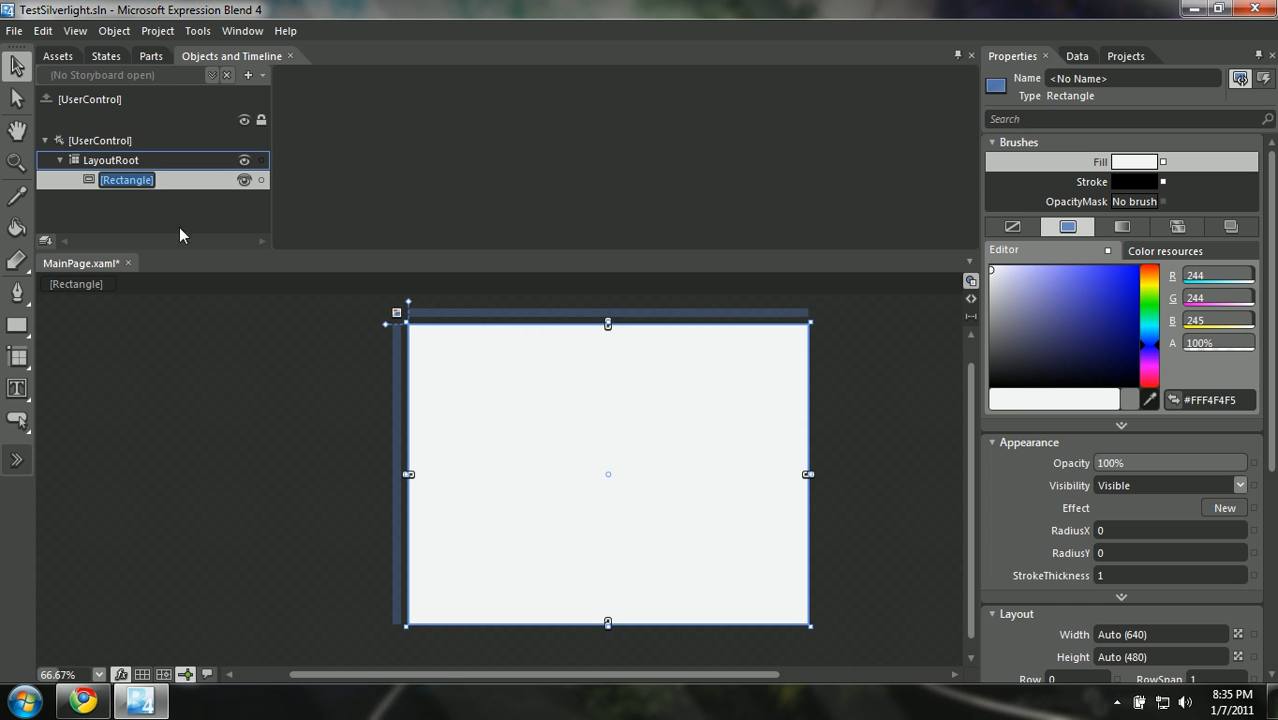 TestSilverlight.sln - Microsoft Expression Blend 4
File Edit View Object Project Tools Window Help
Assets States Parts Objects and Timeline
(No Storyboard open)
[UserControl]
[UserControl]
LayoutRoot
[Rectangle]
MainPage.xaml*
[Rectangle]
66.67%
Properties Data Projects
Name <No Name>
Type Rectangle
Search
Brushes
Fill
Stroke
OpacityMask No brush
Editor Color resources
R 244
G 244
B 245
A 100%
#FFF4F4F5
Appearance
Opacity 100%
Visibility Visible
Effect New
RadiusX 0
RadiusY 0
StrokeThickness 1
Layout
Width Auto (640)
Height Auto (480)
Row 0 RowSpan 1
8:35 PM
1/7/2011